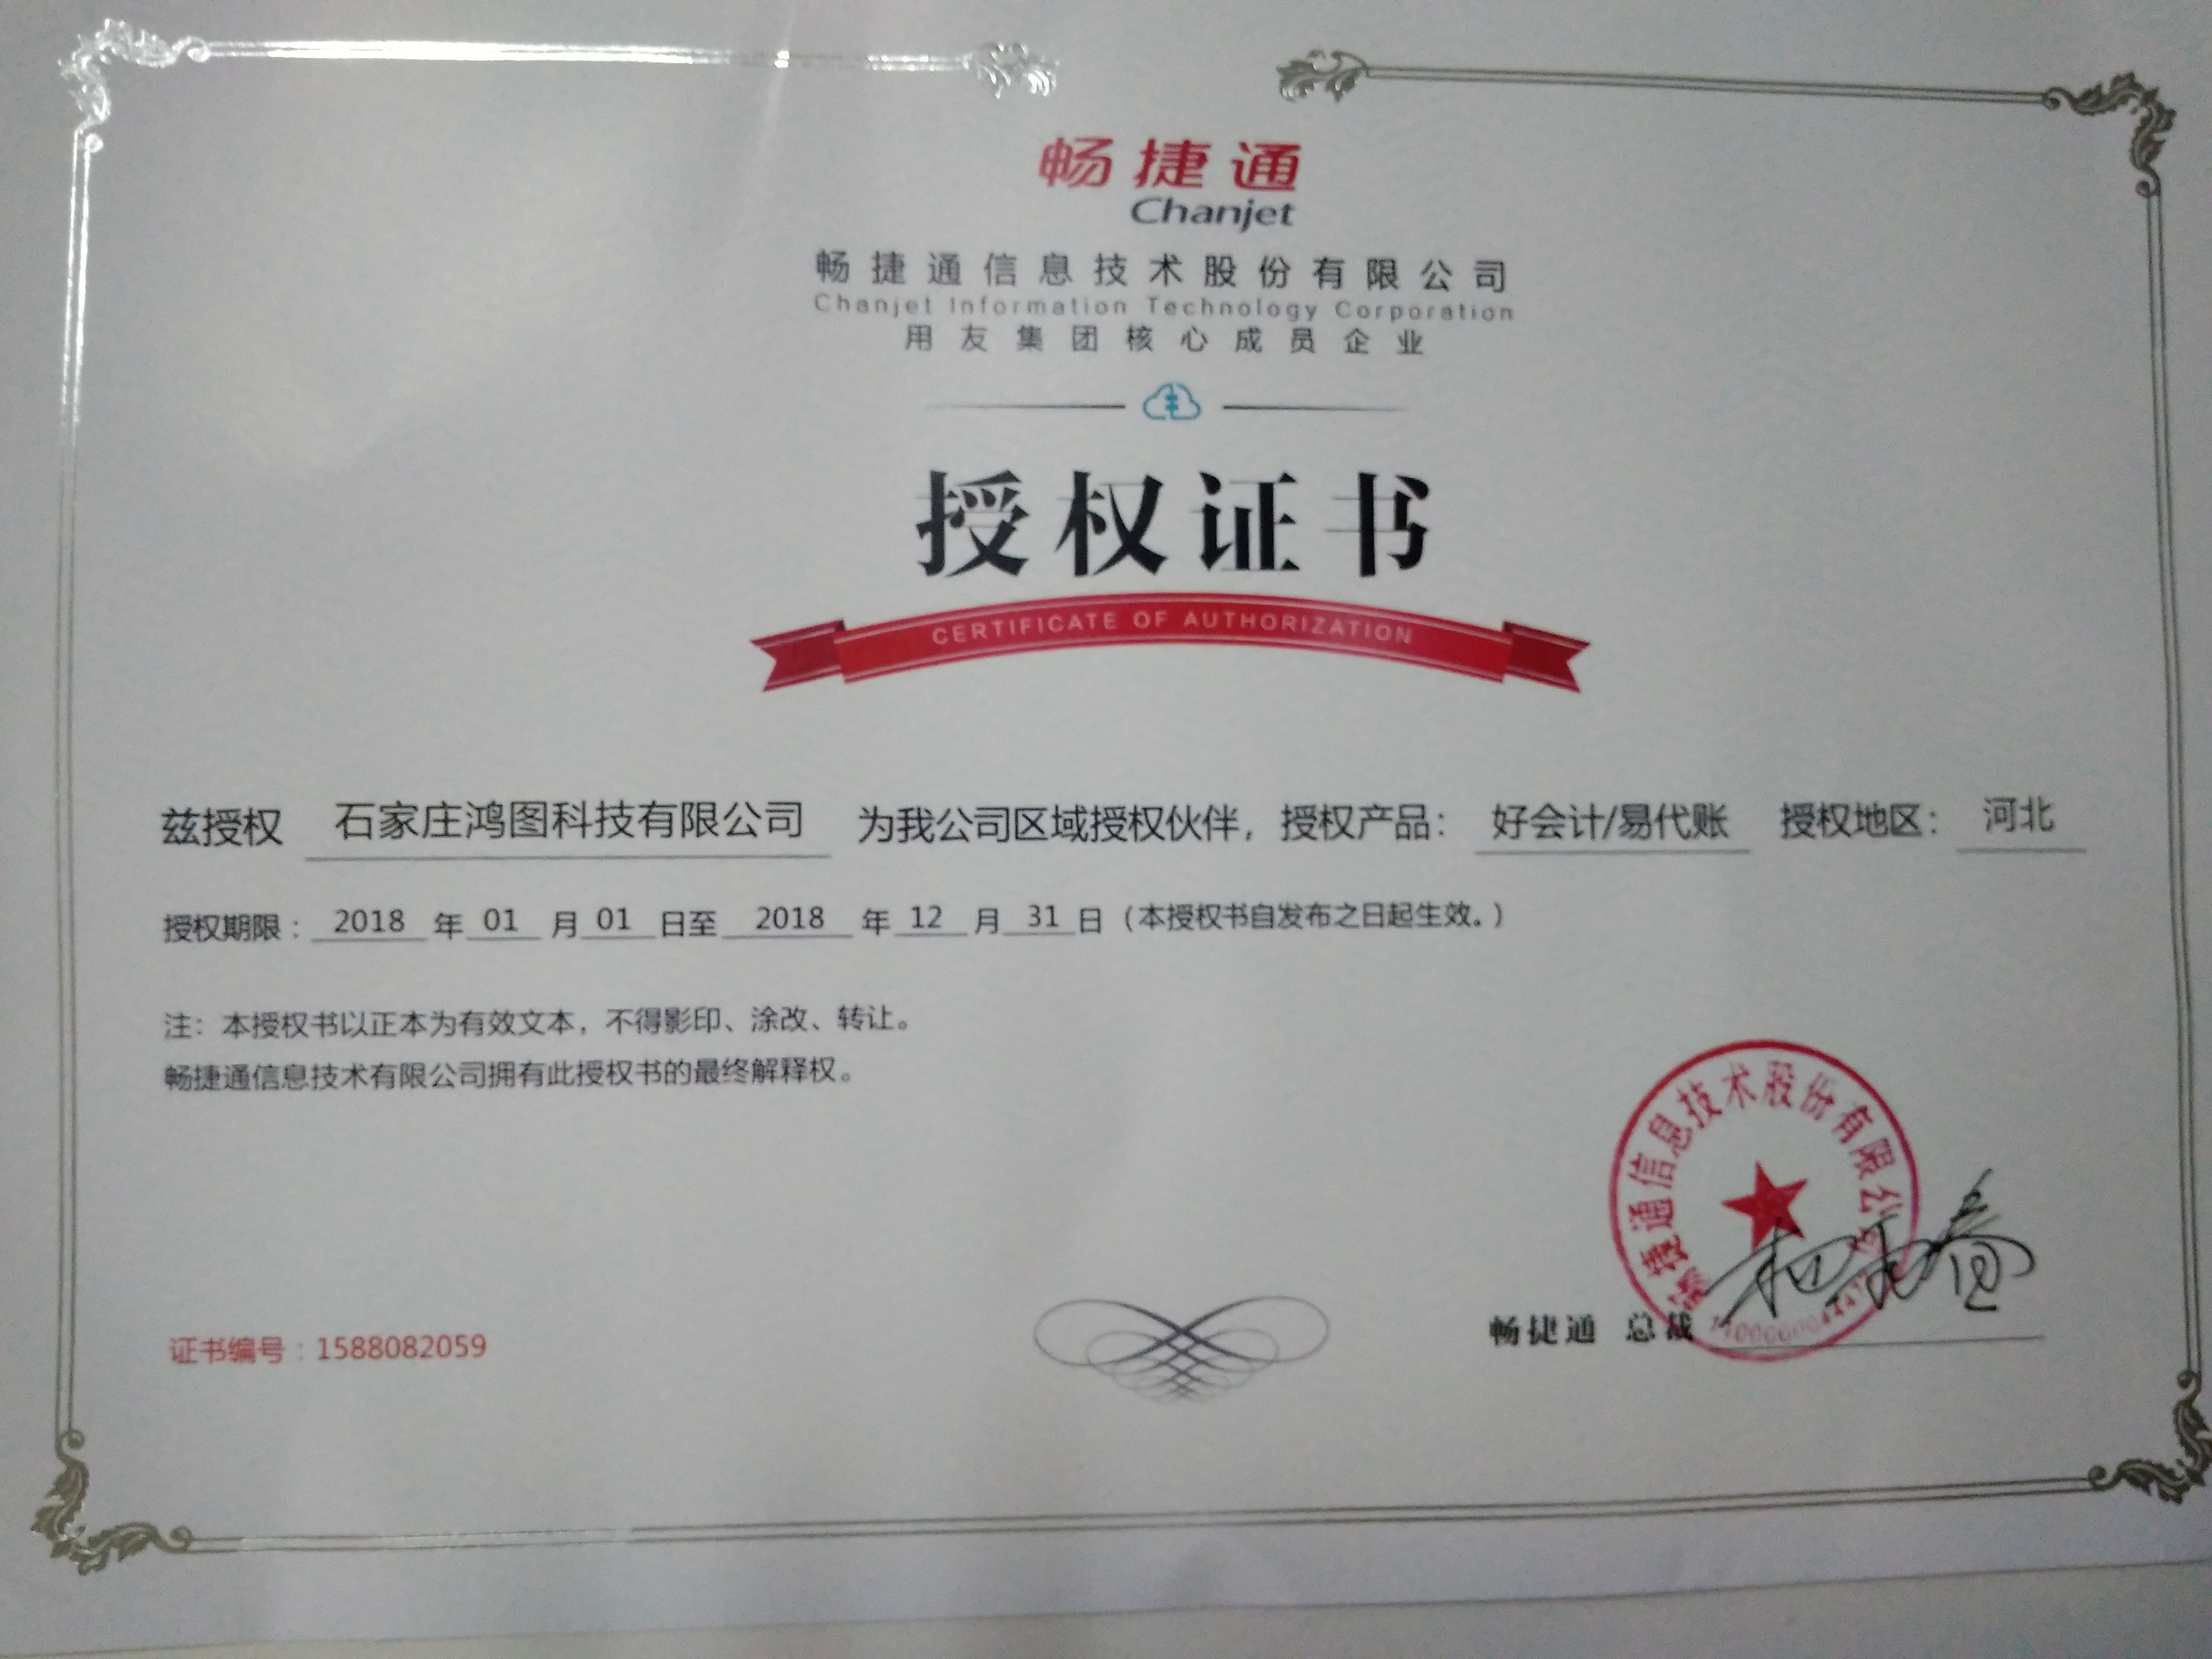 畅捷通
Chanjet
畅捷通信息技术股份有限公司
Chanjet Information Technology Corporation
用友集团核心成员企业
授权证书
CERTIFICATE OF AUTHORIZATION
兹授权 石家庄鸿图科技有限公司 为我公司区域授权伙伴，授权产品： 好会计/易代账 授权地区： 河北
授权期限： 2018 年 01 月 01 日至 2018 年 12 月 31 日（本授权书自发布之日起生效。）
注：本授权书以正本为有效文本，不得影印、涂改、转让。
畅捷通信息技术有限公司拥有此授权书的最终解释权。
畅捷通信息技术股份有限公司
畅捷通 总裁
证书编号：1588082059